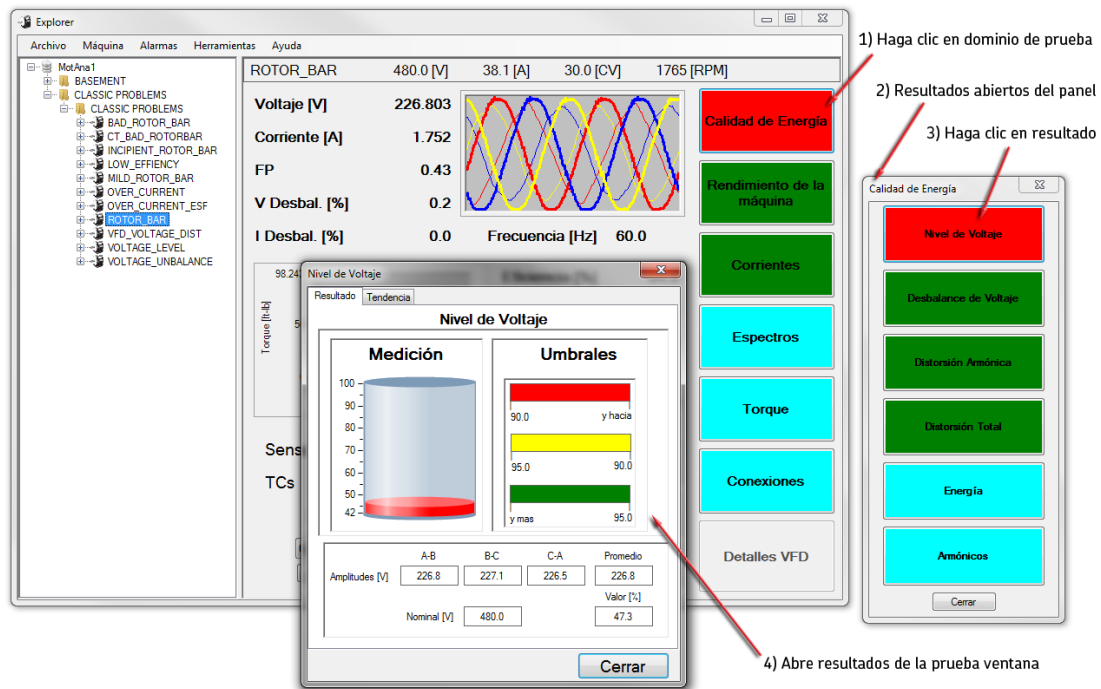 Explorer
Archivo Máquina Alarmas Herramientas Ayuda
MotAna1
BASEMENT
CLASSIC PROBLEMS
CLASSIC PROBLEMS
BAD_ROTOR_BAR
CT_BAD_ROTORBAR
INCIPIENT_ROTOR_BAR
LOW_EFFIENCY
MILD_ROTOR_BAR
OVER_CURRENT
OVER_CURRENT_ESF
ROTOR_BAR
VFD_VOLTAGE_DIST
VOLTAGE_LEVEL
VOLTAGE_UNBALANCE
ROTOR_BAR 480.0 [V] 38.1 [A] 30.0 [CV] 1765 [RPM]
Voltaje [V] 226.803
Corriente [A] 1.752
FP 0.43
V Desbal. [%] 0.2
I Desbal. [%] 0.0 Frecuencia [Hz] 60.0
98.24
Torque [ft-lb]
5
Sens
TCs
Calidad de Energía
Rendimiento de la
máquina
Corrientes
Espectros
Torque
Conexiones
Detalles VFD
Nivel de Voltaje
Resultado Tendencia
Nivel de Voltaje
Medición
100
90
80
70
60
50
42
Umbrales
90.0 y hacia
95.0 90.0
y mas 95.0
A-B B-C C-A Promedio
Amplitudes [V] 226.8 227.1 226.5 226.8
Valor [%]
Nominal [V] 480.0 47.3
Cerrar
1) Haga clic en dominio de prueba
2) Resultados abiertos del panel
3) Haga clic en resultado
Calidad de Energía
Nivel de Voltaje
Desbalance de Voltaje
Distorsión Armónica
Distorsión Total
Energía
Armónicos
Cerrar
4) Abre resultados de la prueba ventana